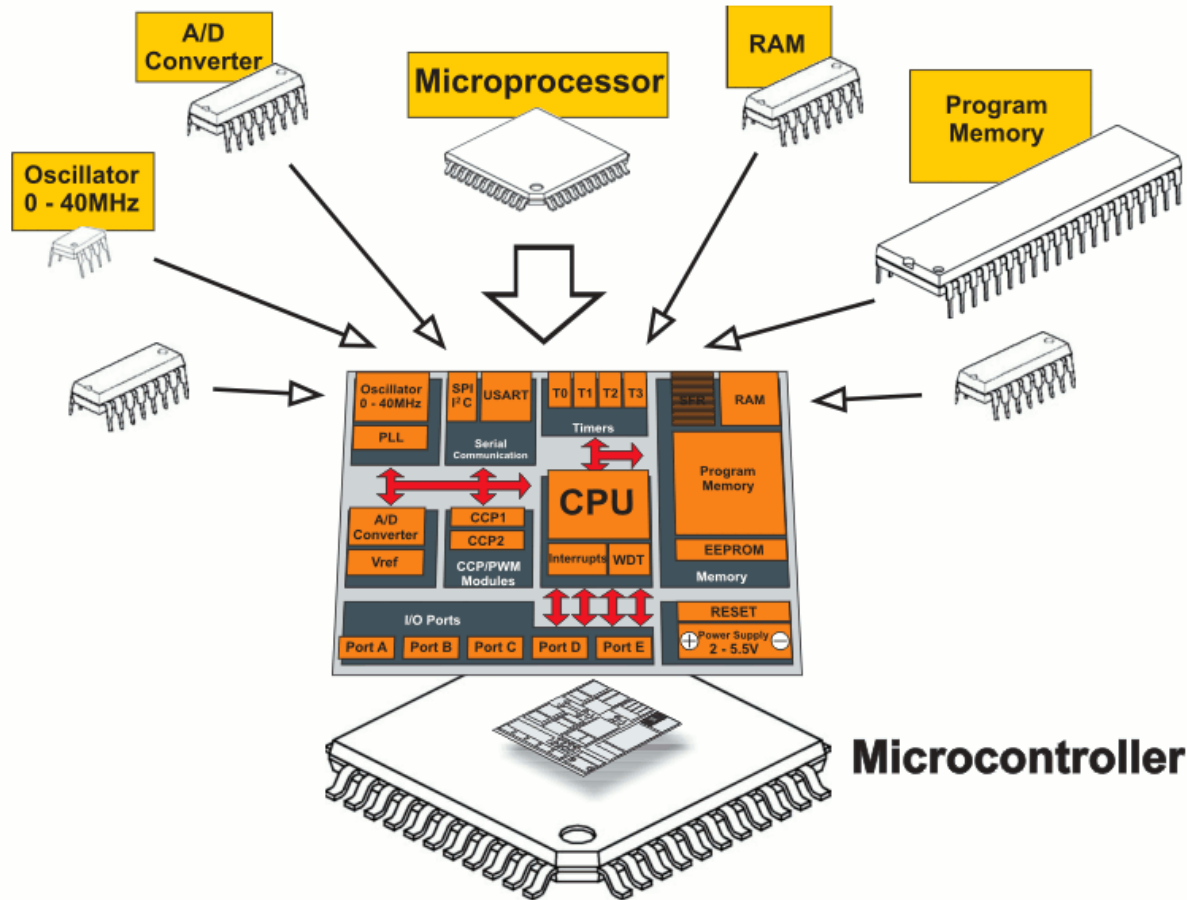 A/D
Converter
Microprocessor
RAM
Program
Memory
Oscillator
0 - 40MHz
Oscillator
0 - 40MHz
PLL
SPI
I²C
USART
Serial
Communication
T0
T1
T2
T3
Timers
SFR
RAM
Program
Memory
EEPROM
Memory
A/D
Converter
Vref
CCP1
CCP2
CCP/PWM
Modules
CPU
Interrupts
WDT
I/O Ports
Port A
Port B
Port C
Port D
Port E
RESET
+ Power Supply −
2 - 5.5V
Microcontroller